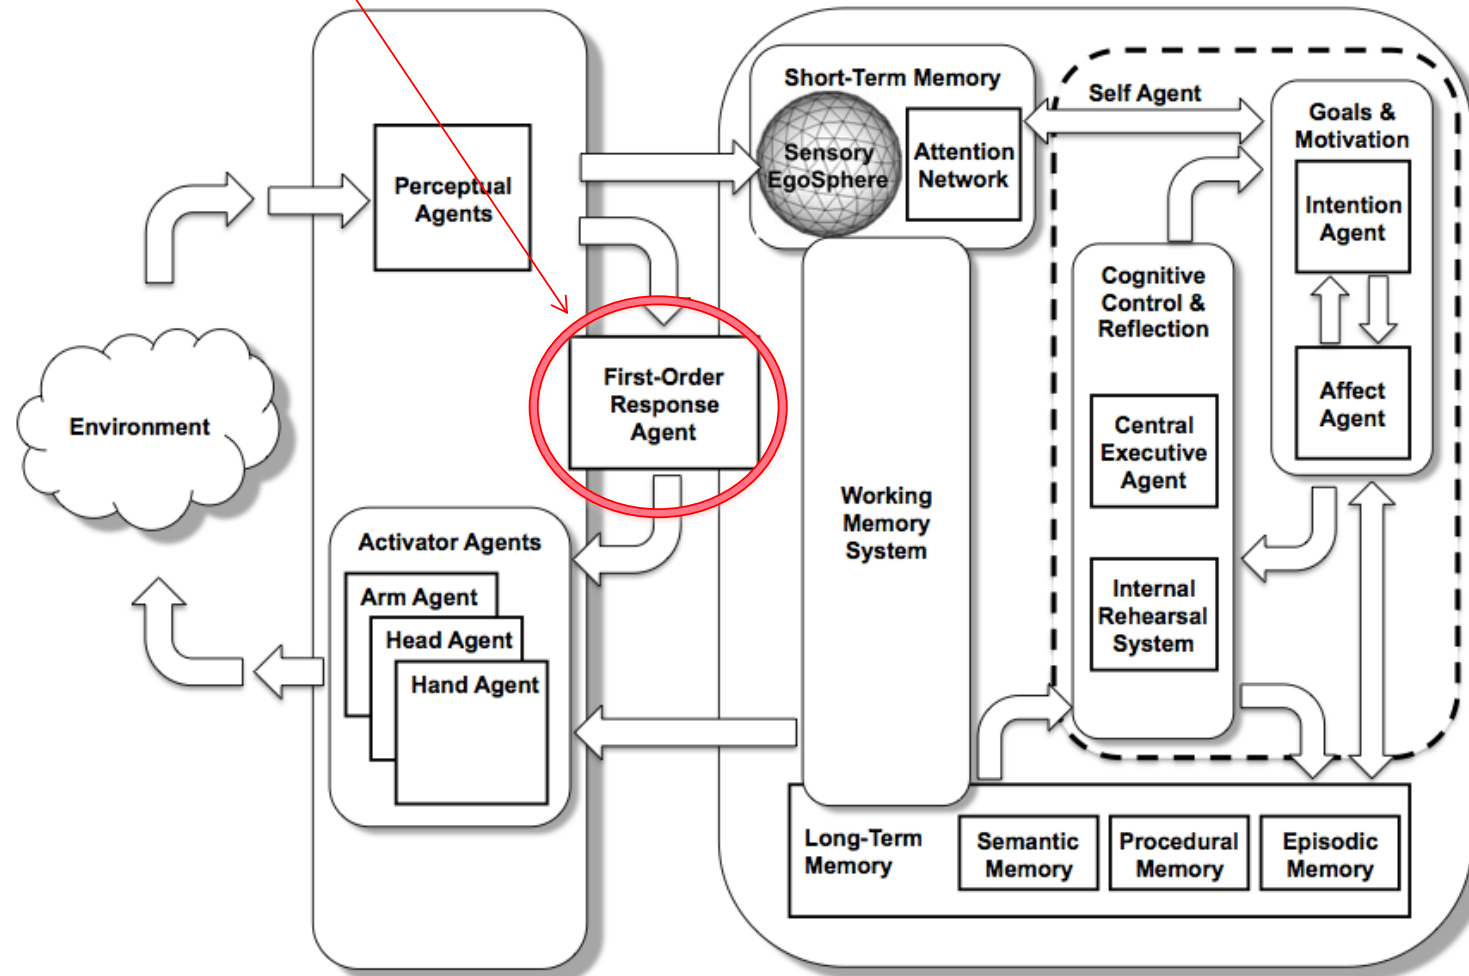 Short-Term Memory
Sensory
EgoSphere
Attention
Network
Self Agent
Goals &
Motivation
Intention
Agent
Affect
Agent
Perceptual
Agents
Cognitive
Control &
Reflection
Central
Executive
Agent
Internal
Rehearsal
System
First-Order
Response
Agent
Environment
Working
Memory
System
Activator Agents
Arm Agent
Head Agent
Hand Agent
Long-Term
Memory
Semantic
Memory
Procedural
Memory
Episodic
Memory